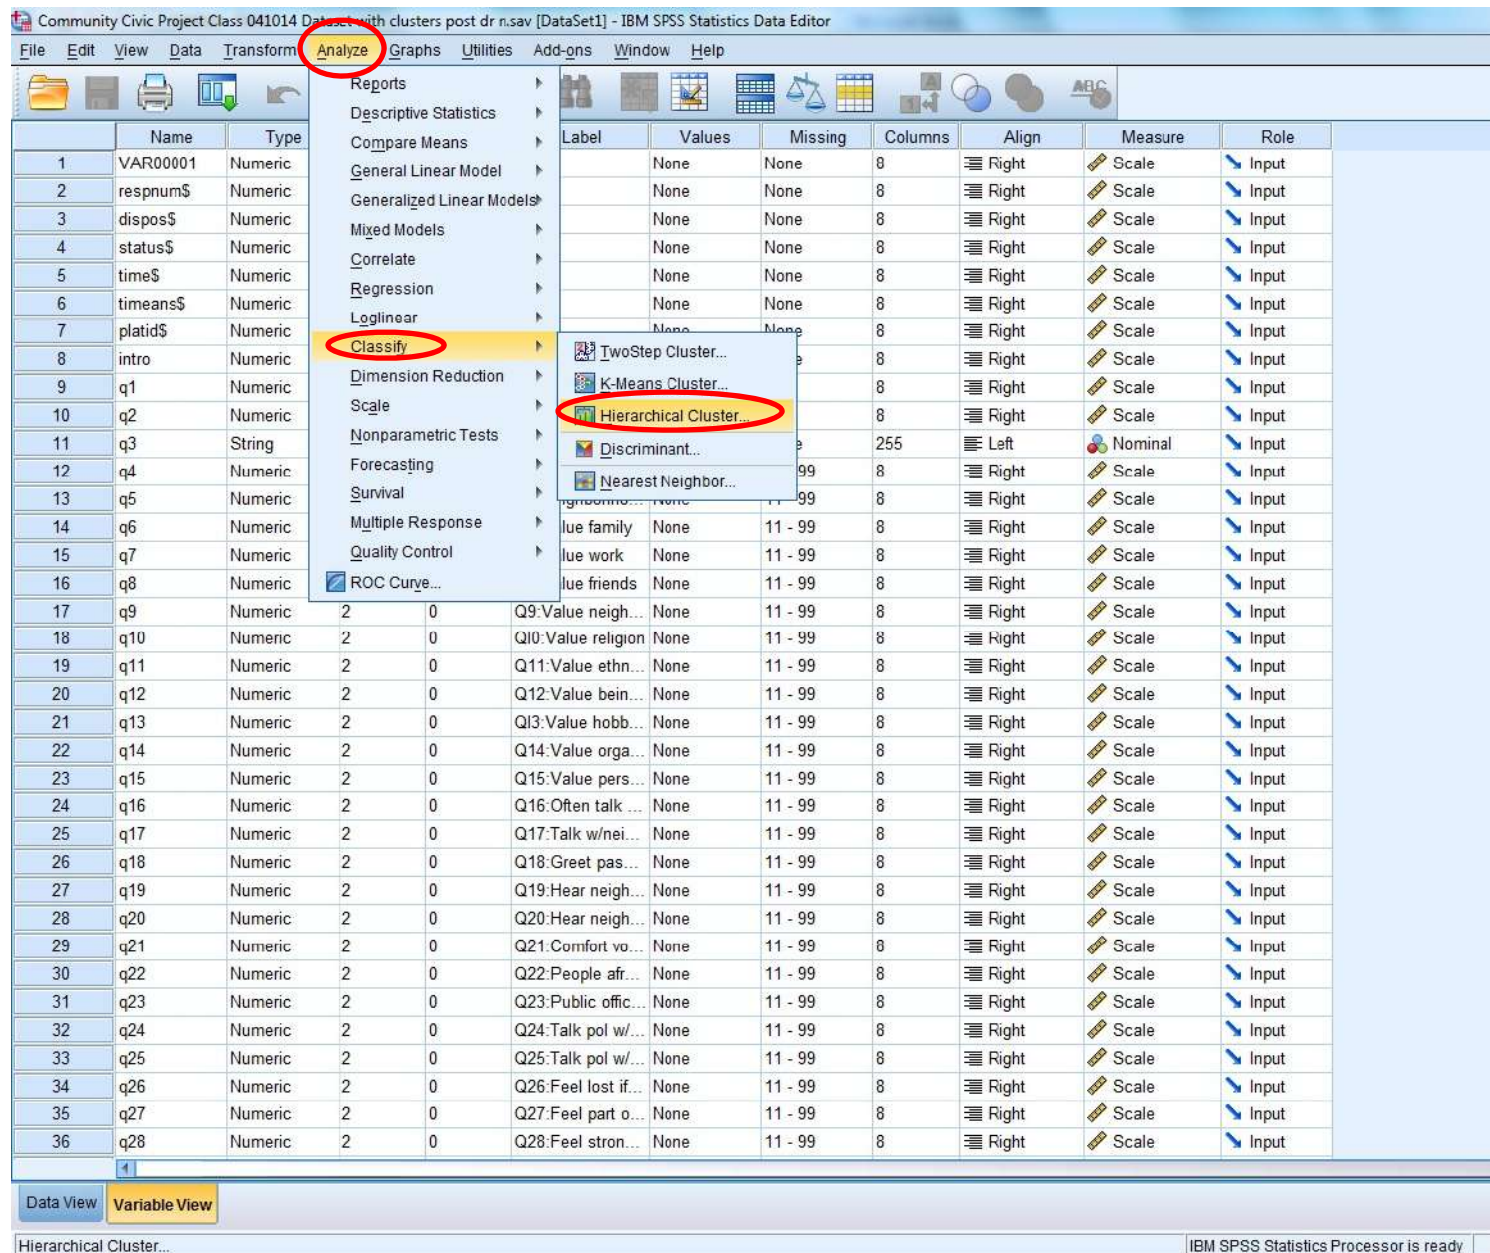 Community Civic Project Class 041014 Dataset with clusters post dr n.sav [DataSet1] - IBM SPSS Statistics Data Editor
File Edit View Data Transform Analyze Graphs Utilities Add-ons Window Help
Reports
Descriptive Statistics
Compare Means
General Linear Model
Generalized Linear Models
Mixed Models
Correlate
Regression
Loglinear
Classify
Dimension Reduction
Scale
Nonparametric Tests
Forecasting
Survival
Multiple Response
Quality Control
ROC Curve...
TwoStep Cluster...
K-Means Cluster...
Hierarchical Cluster...
Discriminant...
Nearest Neighbor...
Name Type Label Values Missing Columns Align Measure Role
1 VAR00001 Numeric None None 8 Right Scale Input
2 respnum$ Numeric None None 8 Right Scale Input
3 dispos$ Numeric None None 8 Right Scale Input
4 status$ Numeric None None 8 Right Scale Input
5 time$ Numeric None None 8 Right Scale Input
6 timeans$ Numeric None None 8 Right Scale Input
7 platid$ Numeric None None 8 Right Scale Input
8 intro Numeric 8 Right Scale Input
9 q1 Numeric 8 Right Scale Input
10 q2 Numeric 8 Right Scale Input
11 q3 String 255 Left Nominal Input
12 q4 Numeric 99 8 Right Scale Input
13 q5 Numeric None 11 - 99 8 Right Scale Input
14 q6 Numeric lue family None 11 - 99 8 Right Scale Input
15 q7 Numeric lue work None 11 - 99 8 Right Scale Input
16 q8 Numeric lue friends None 11 - 99 8 Right Scale Input
17 q9 Numeric 2 0 Q9:Value neigh... None 11 - 99 8 Right Scale Input
18 q10 Numeric 2 0 QI0:Value religion None 11 - 99 8 Right Scale Input
19 q11 Numeric 2 0 Q11:Value ethn... None 11 - 99 8 Right Scale Input
20 q12 Numeric 2 0 Q12:Value bein... None 11 - 99 8 Right Scale Input
21 q13 Numeric 2 0 QI3:Value hobb... None 11 - 99 8 Right Scale Input
22 q14 Numeric 2 0 Q14:Value orga... None 11 - 99 8 Right Scale Input
23 q15 Numeric 2 0 Q15:Value pers... None 11 - 99 8 Right Scale Input
24 q16 Numeric 2 0 Q16:Often talk ... None 11 - 99 8 Right Scale Input
25 q17 Numeric 2 0 Q17:Talk w/nei... None 11 - 99 8 Right Scale Input
26 q18 Numeric 2 0 Q18:Greet pas... None 11 - 99 8 Right Scale Input
27 q19 Numeric 2 0 Q19:Hear neigh... None 11 - 99 8 Right Scale Input
28 q20 Numeric 2 0 Q20:Hear neigh... None 11 - 99 8 Right Scale Input
29 q21 Numeric 2 0 Q21:Comfort vo... None 11 - 99 8 Right Scale Input
30 q22 Numeric 2 0 Q22:People afr... None 11 - 99 8 Right Scale Input
31 q23 Numeric 2 0 Q23:Public offic... None 11 - 99 8 Right Scale Input
32 q24 Numeric 2 0 Q24:Talk pol w/... None 11 - 99 8 Right Scale Input
33 q25 Numeric 2 0 Q25:Talk pol w/... None 11 - 99 8 Right Scale Input
34 q26 Numeric 2 0 Q26:Feel lost if... None 11 - 99 8 Right Scale Input
35 q27 Numeric 2 0 Q27:Feel part o... None 11 - 99 8 Right Scale Input
36 q28 Numeric 2 0 Q28:Feel stron... None 11 - 99 8 Right Scale Input
Data View Variable View
Hierarchical Cluster... IBM SPSS Statistics Processor is ready